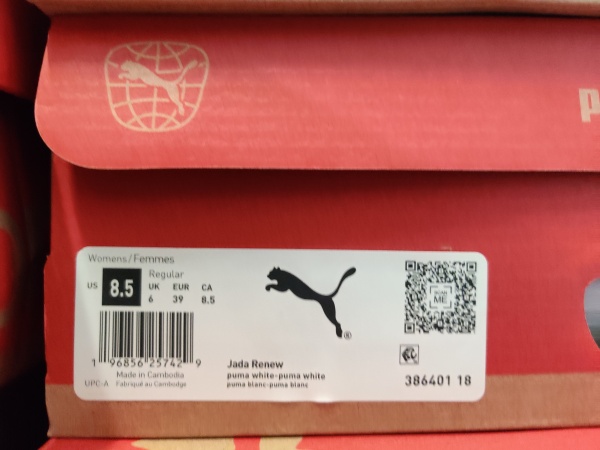 P
Womens/Femmes
Regular
US 8.5 UK EUR CA
6 39 8.5
1 96856 25742 9
Made in Cambodia
UPC-A Fabriqué au Cambodge
Jada Renew
puma white-puma white
puma blanc-puma blanc
®
SCAN
ME
386401 18